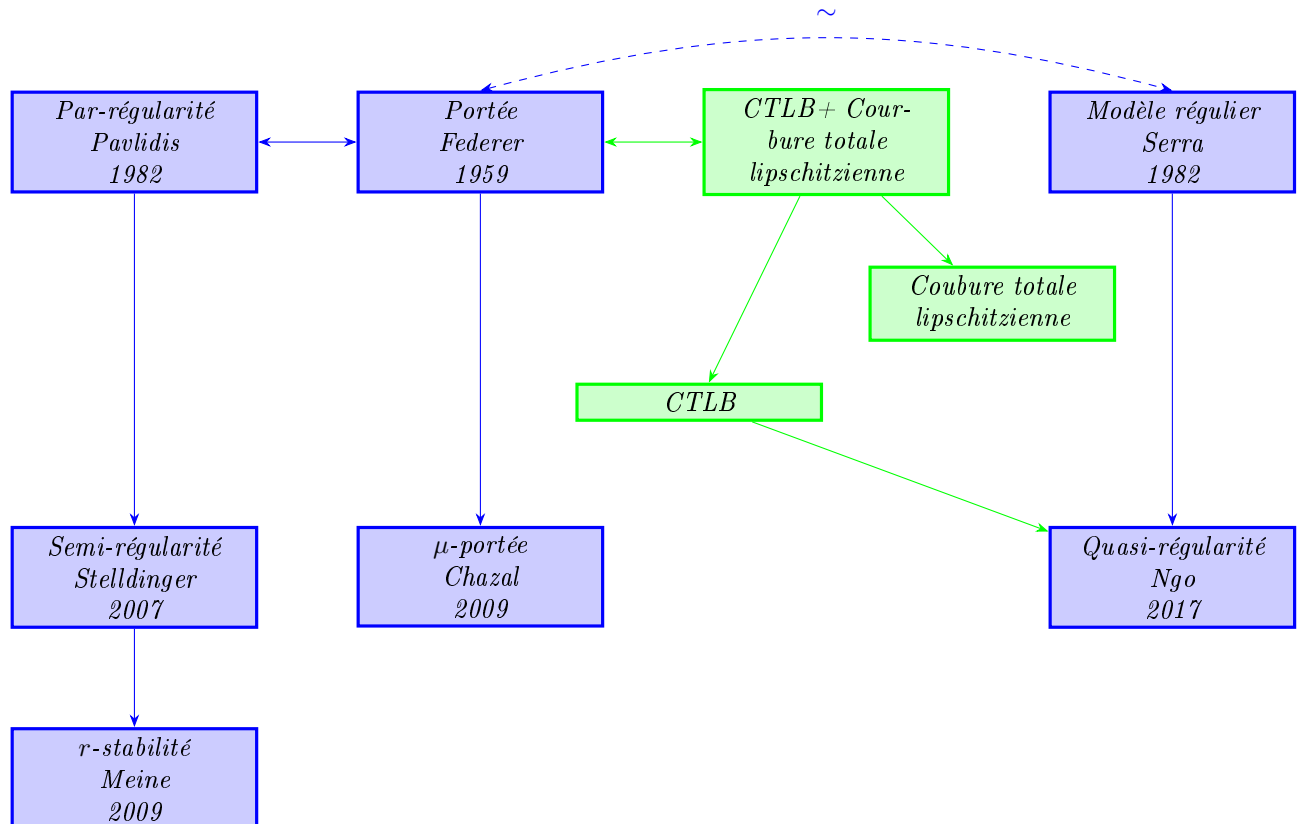 ~
Par-régularité
Pavlidis
1982
Portée
Federer
1959
CTLB+ Cour-
bure totale
lipschitzienne
Modèle régulier
Serra
1982
Coubure totale
lipschitzienne
CTLB
Semi-régularité
Stelldinger
2007
μ-portée
Chazal
2009
Quasi-régularité
Ngo
2017
r-stabilité
Meine
2009